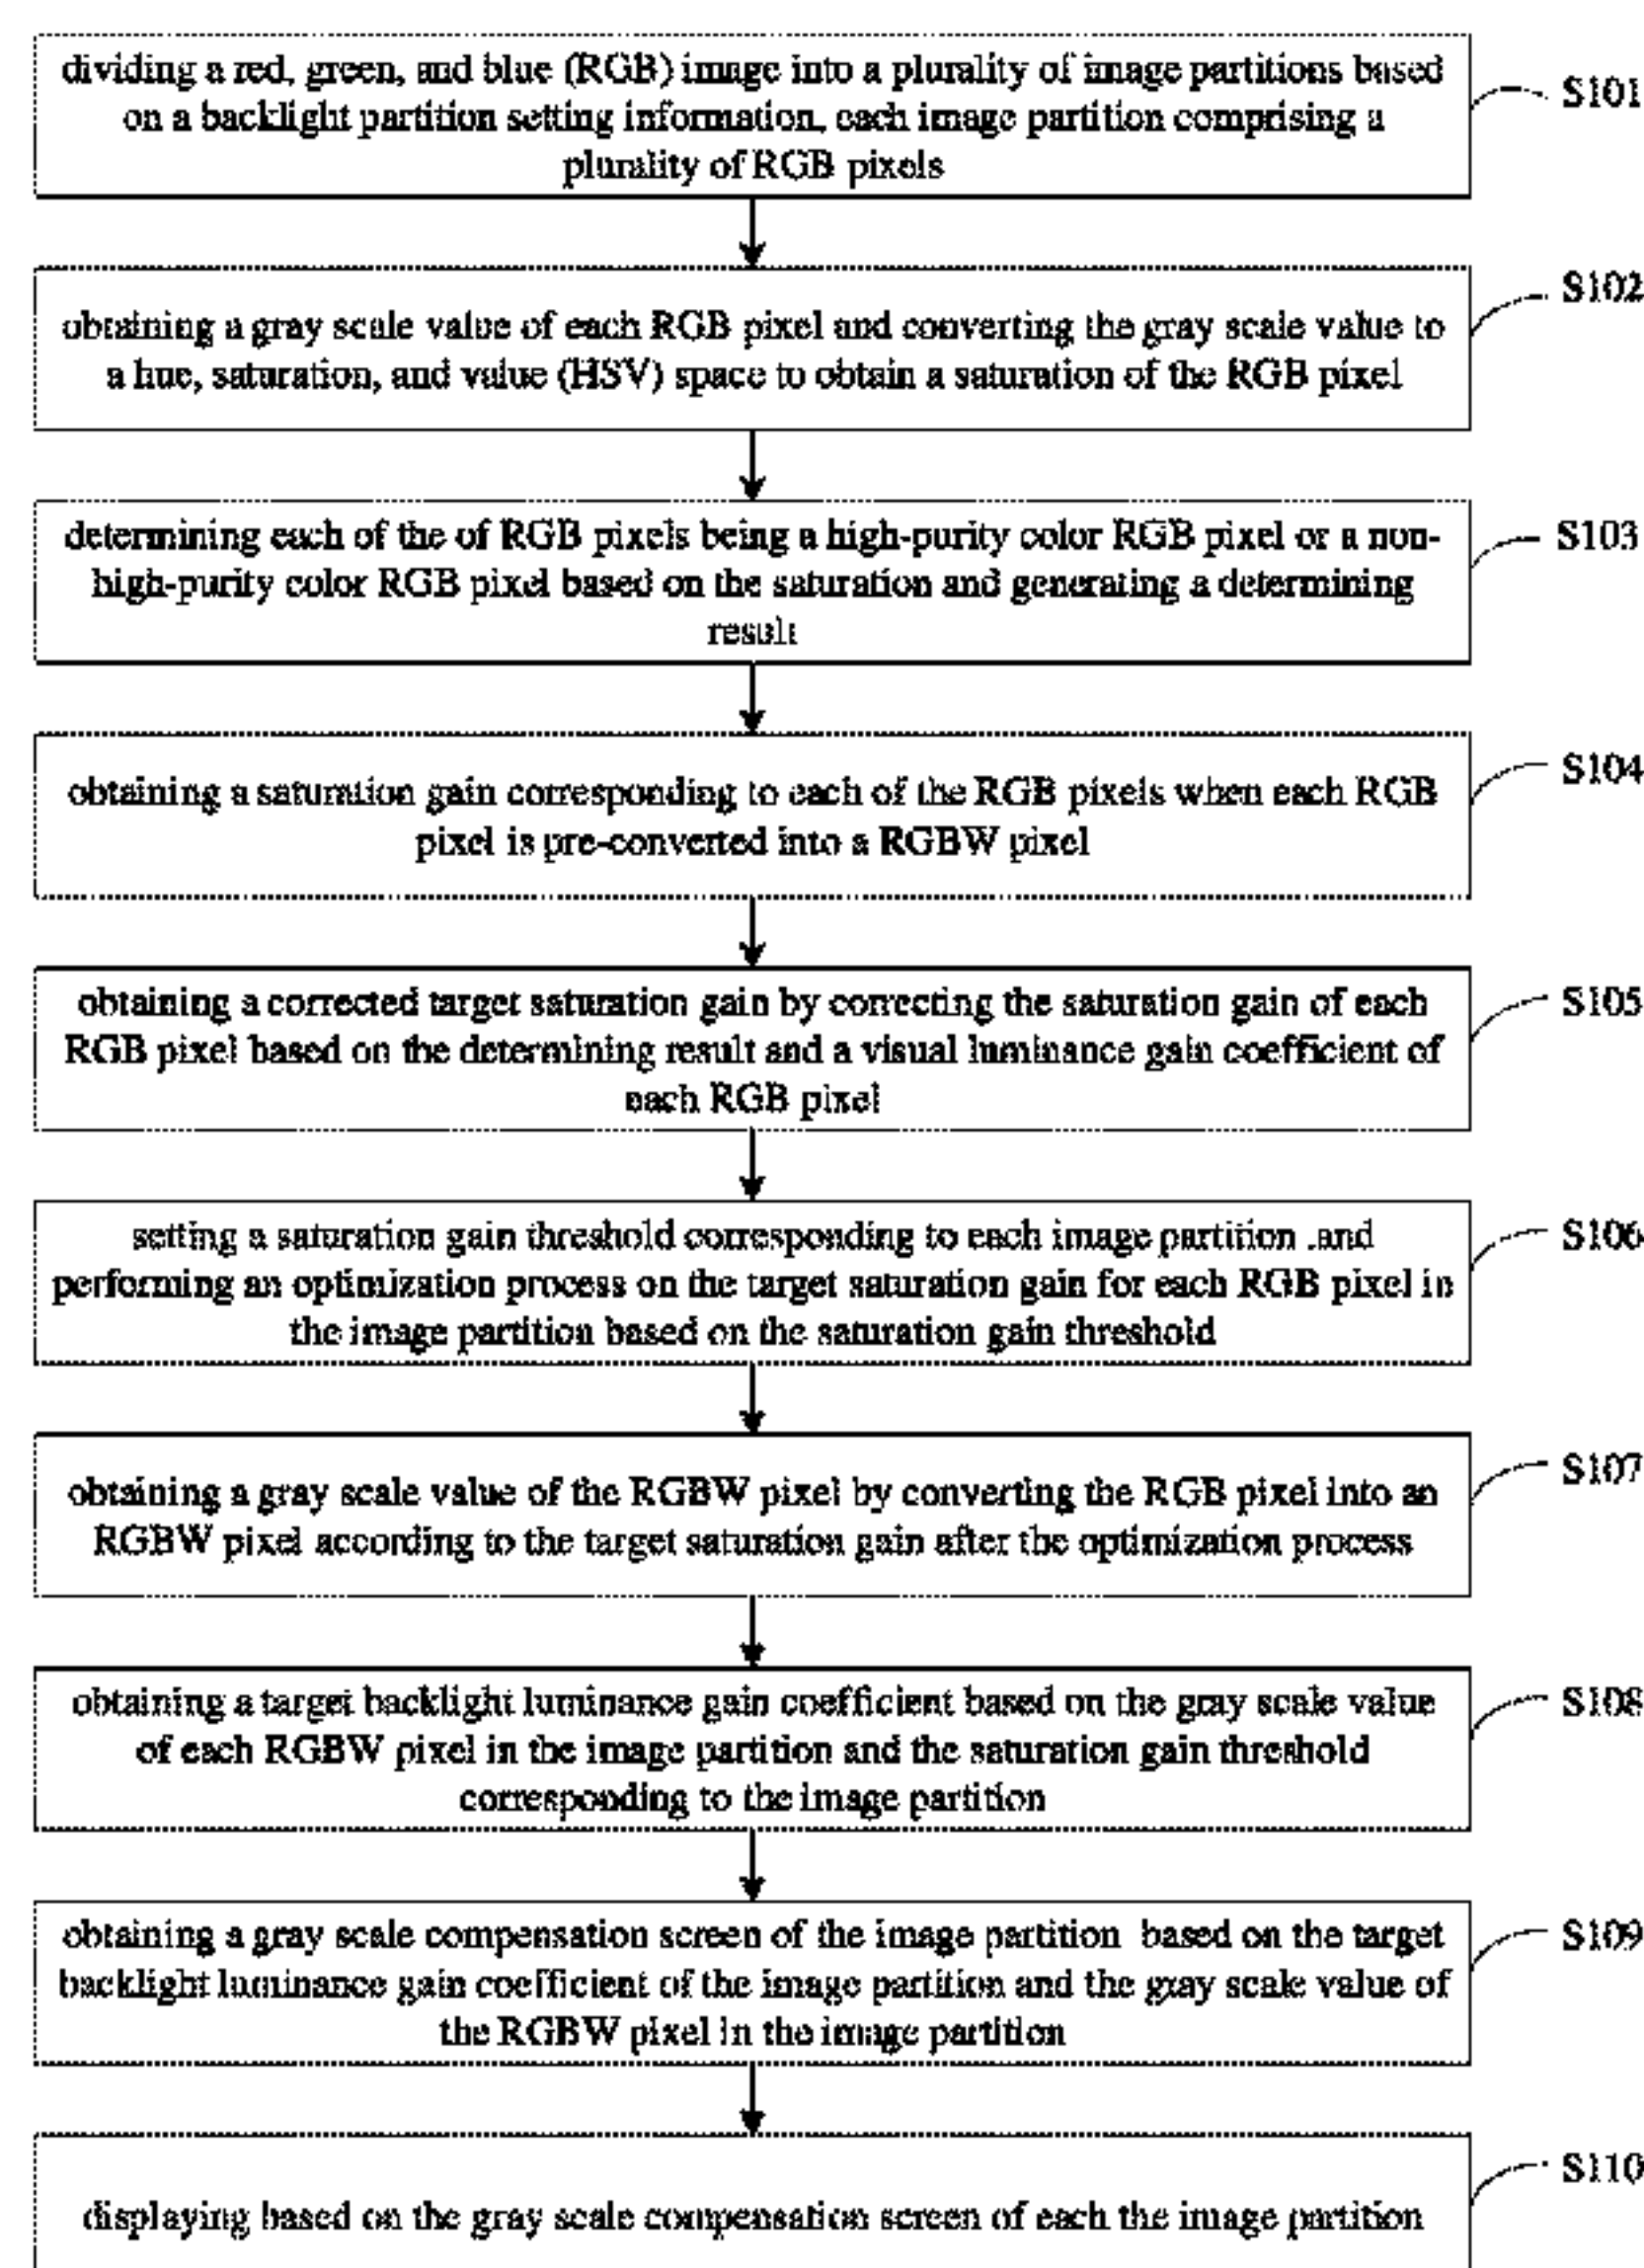 dividing a red, green, and blue (RGB) image into a plurality of image partitions based
on a backlight partition setting information, each image partition comprising a
plurality of RGB pixels
S101
obtaining a gray scale value of each RGB pixel and converting the gray scale value to
a hue, saturation, and value (HSV) space to obtain a saturation of the RGB pixel
S102
determining each of the of RGB pixels being a high-purity color RGB pixel or a non-
high-purity color RGB pixel based on the saturation and generating a determining
result
S103
obtaining a saturation gain corresponding to each of the RGB pixels when each RGB
pixel is pre-converted into a RGBW pixel
S104
obtaining a corrected target saturation gain by correcting the saturation gain of each
RGB pixel based on the determining result and a visual luminance gain coefficient of
each RGB pixel
S105
setting a saturation gain threshold corresponding to each image partition .and
performing an optimization process on the target saturation gain for each RGB pixel in
the image partition based on the saturation gain threshold
S106
obtaining a gray scale value of the RGBW pixel by converting the RGB pixel into an
RGBW pixel according to the target saturation gain after the optimization process
S107
obtaining a target backlight luminance gain coefficient based on the gray scale value
of each RGBW pixel in the image partition and the saturation gain threshold
corresponding to the image partition
S108
obtaining a gray scale compensation screen of the image partition based on the target
backlight luminance gain coefficient of the image partition and the gray scale value of
the RGBW pixel in the image partition
S109
displaying based on the gray scale compensation screen of each the image partition
S110